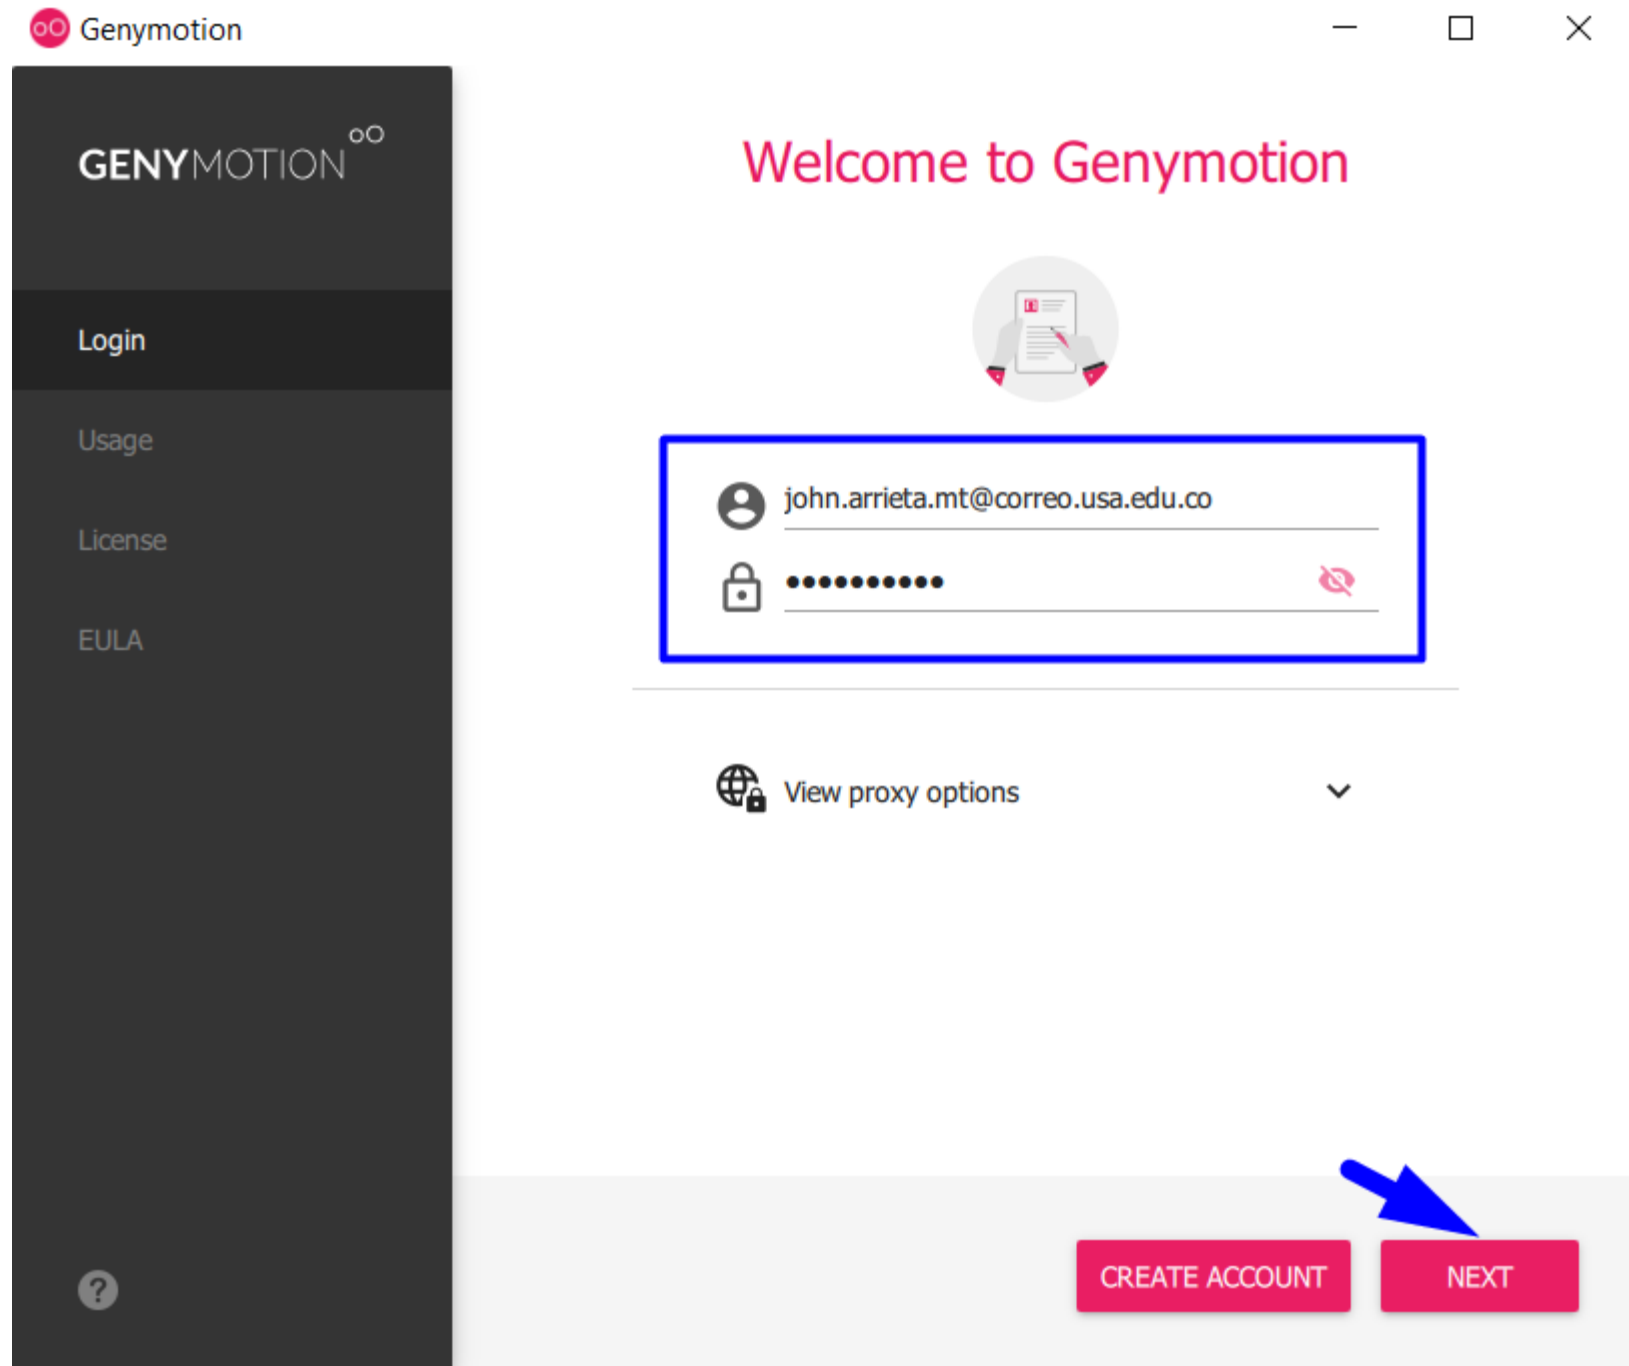 Genymotion
GENYMOTION
Login
Usage
License
EULA
Welcome to Genymotion
john.arrieta.mt@correo.usa.edu.co
••••••••••
View proxy options
CREATE ACCOUNT
NEXT